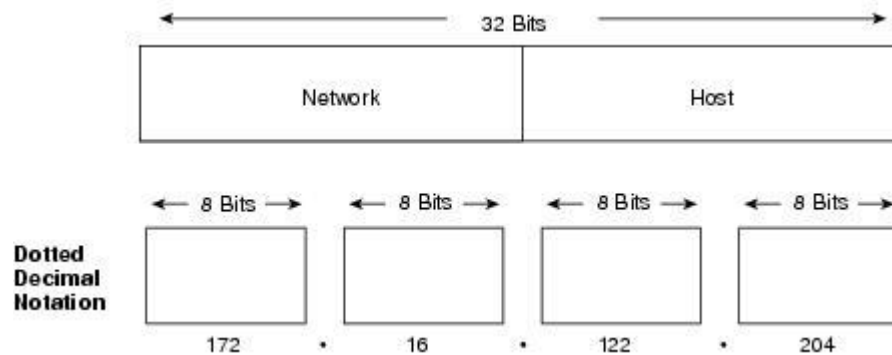 32 Bits
Network Host
8 Bits 8 Bits 8 Bits 8 Bits
Dotted
Decimal
Notation
172 • 16 • 122 • 204